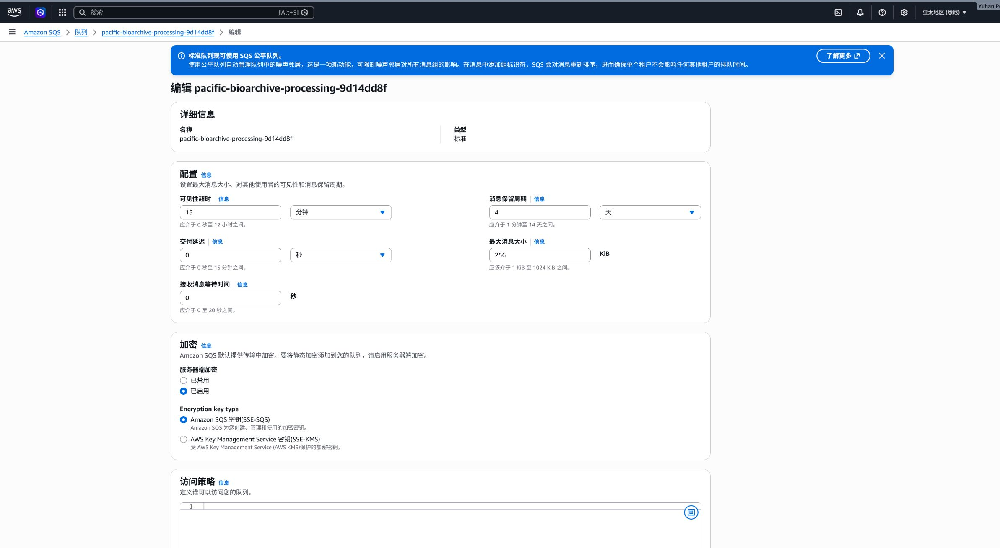 aws
搜索
[Alt+S]
亚太地区 (悉尼)
Yuhan
Amazon SQS
队列
pacific-bioarchive-processing-9d14dd8f
编辑
标准队列现可使用 SQS 公平队列。
使用公平队列自动管理队列中的噪声邻居，这是一项新功能，可限制噪声邻居对所有消息组的影响。在消息中添加组标识符，SQS 会对消息重新排序，进而确保单个租户不会影响任何其他租户的排队时间。
了解更多
编辑 pacific-bioarchive-processing-9d14dd8f
详细信息
名称
pacific-bioarchive-processing-9d14dd8f
类型
标准
配置 信息
设置最大消息大小、对其他使用者的可见性和消息保留周期。
可见性超时 信息
15
分钟
应介于 0 秒至 12 小时之间。
消息保留周期 信息
4
天
应介于 1 分钟至 14 天之间。
交付延迟 信息
0
秒
应介于 0 秒至 15 分钟之间。
最大消息大小 信息
256
KiB
应该介于 1 KiB 至 1024 KiB 之间。
接收消息等待时间 信息
0
秒
应介于 0 至 20 秒之间。
加密 信息
Amazon SQS 默认提供传输中加密。要将静态加密添加到您的队列，请启用服务器端加密。
服务器端加密
已禁用
已启用
Encryption key type
Amazon SQS 密钥(SSE-SQS)
Amazon SQS 为您创建、管理和使用的加密密钥。
AWS Key Management Service 密钥(SSE-KMS)
受 AWS Key Management Service (AWS KMS)保护的加密密钥。
访问策略 信息
定义谁可以访问您的队列。
1